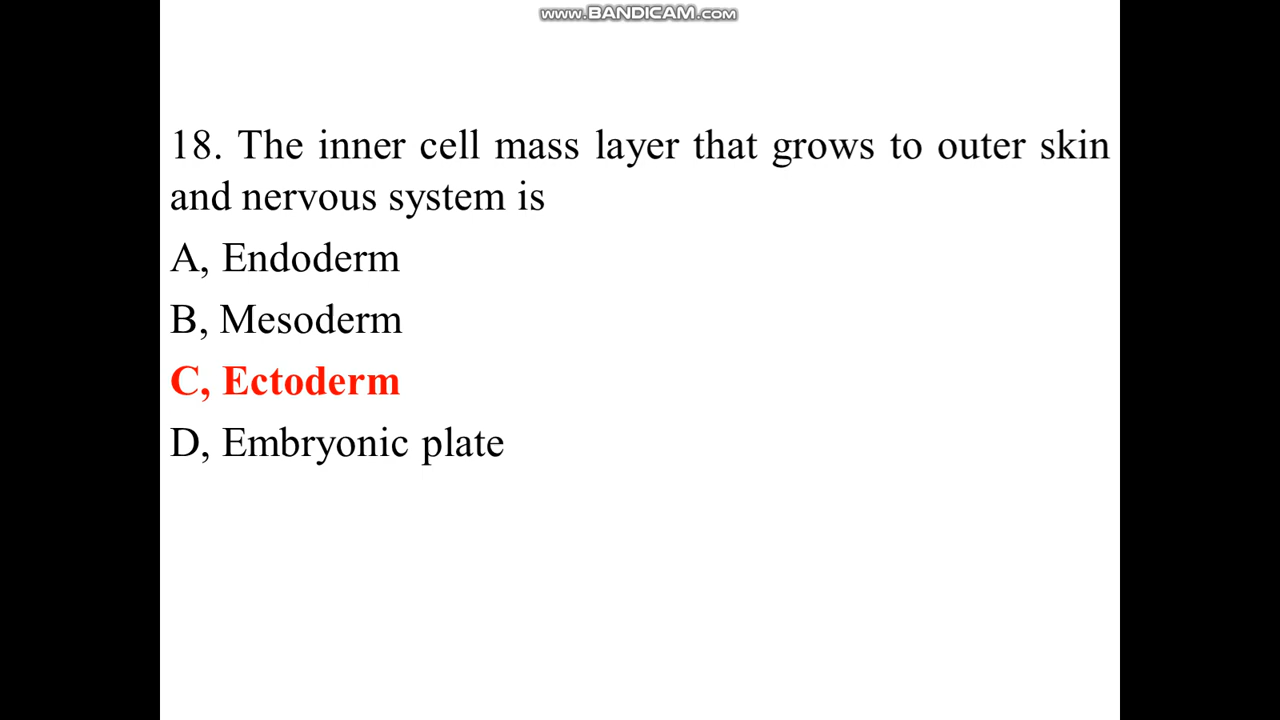 www.BANDICAM.com
18. The inner cell mass layer that grows to outer skin
and nervous system is
A, Endoderm
B, Mesoderm
C, Ectoderm
D, Embryonic plate